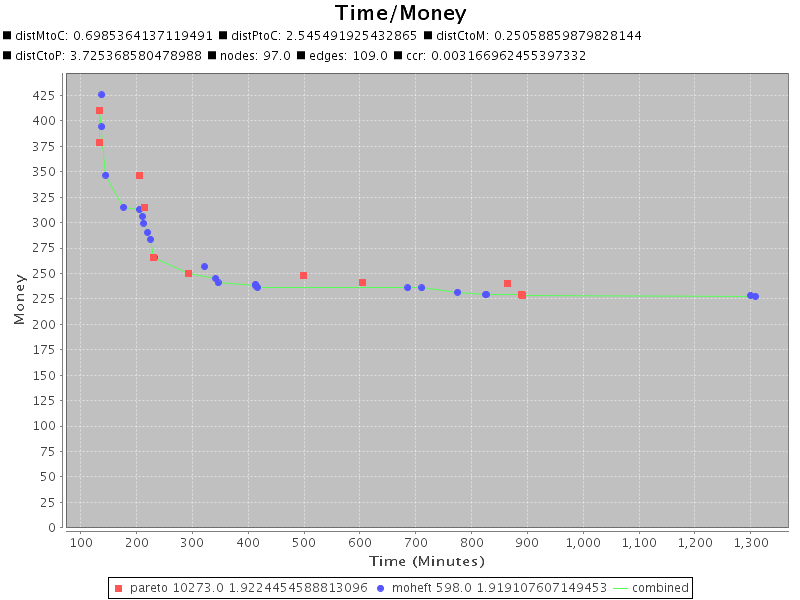 Time/Money
distMtoC: 0.6985364137119491 distPtoC: 2.545491925432865 distCtoM: 0.25058859879828144
distCtoP: 3.725368580478988 nodes: 97.0 edges: 109.0 ccr: 0.003166962455397332
425
400
375
350
325
300
275
250
225
200
175
150
125
100
75
50
25
0
Money
100 200 300 400 500 600 700 800 900 1,000 1,100 1,200 1,300
Time (Minutes)
pareto 10273.0 1.9224454588813096 moheft 598.0 1.919107607149453 combined